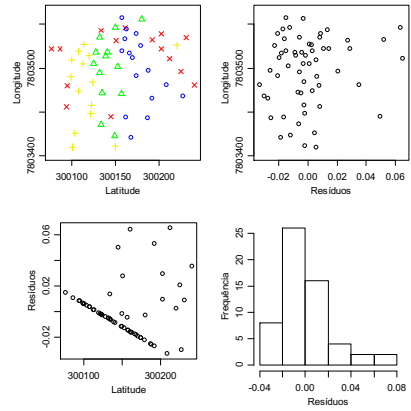 Longitude
7803400 7803500
300100 300150 300200
Latitude
Longitude
7803400 7803500
-0.02 0.00 0.02 0.04 0.06
Resíduos
Resíduos
-0.02 0.02 0.06
300100 300200
Latitude
Frequência
0 5 10 15 20 25
-0.04 0.00 0.04 0.08
Resíduos